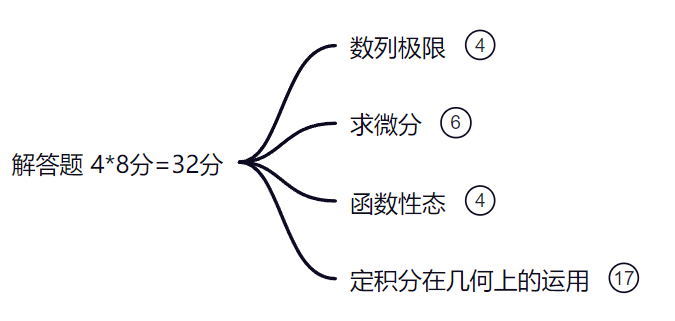 数列极限 4
求微分 6
解答题 4*8分=32分
函数性态 4
定积分在几何上的运用 17